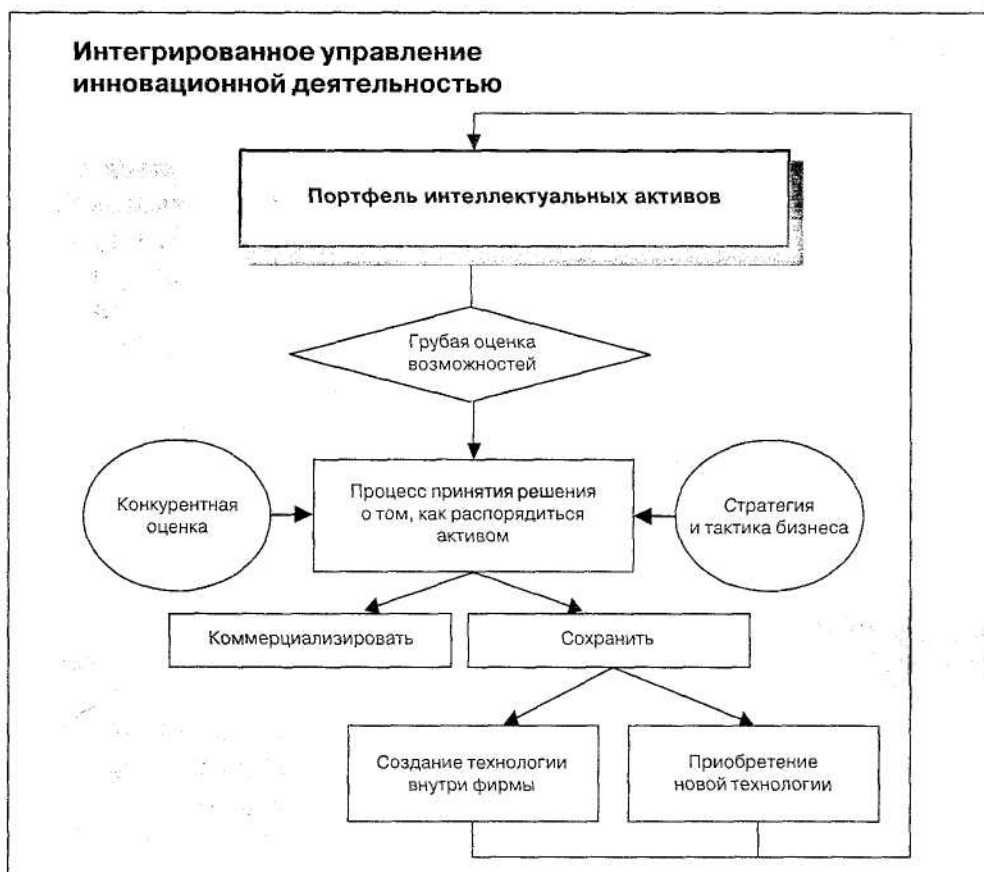 Интегрированное управление
инновационной деятельностью
Портфель интеллектуальных активов
Грубая оценка
возможностей
Конкурентная
оценка
Процесс принятия решения
о том, как распорядиться
активом
Стратегия
и тактика бизнеса
Коммерциализировать
Сохранить
Создание технологии
внутри фирмы
Приобретение
новой технологии